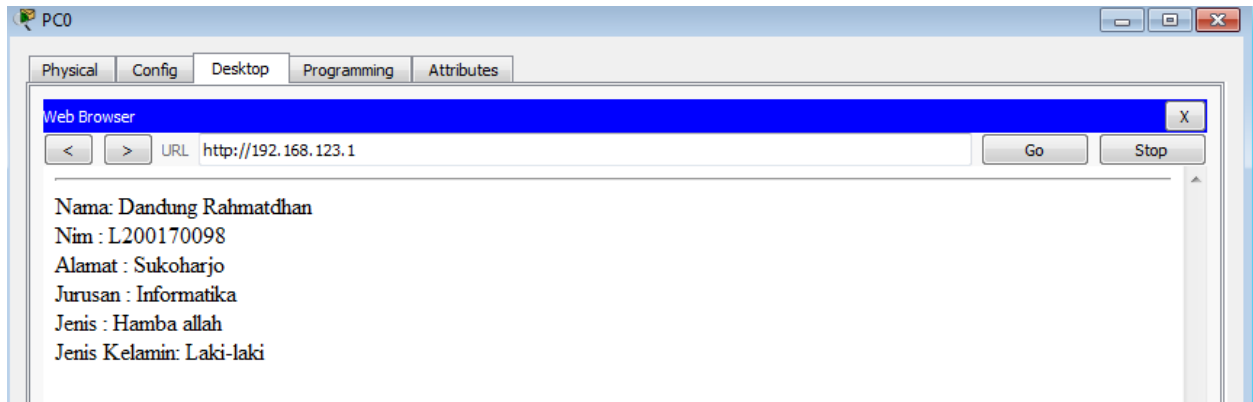 PC0
Physical Config Desktop Programming Attributes
Web Browser X
< > URL http://192.168.123.1 Go Stop
Nama: Dandung Rahmatdhan
Nim : L200170098
Alamat : Sukoharjo
Jurusan : Informatika
Jenis : Hamba allah
Jenis Kelamin: Laki-laki